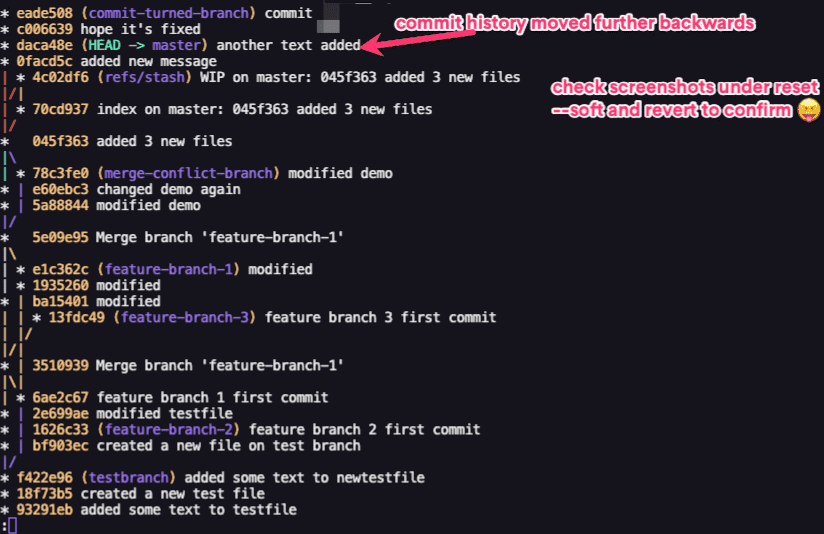 * eade508 (commit-turned-branch) commit
commit history moved further backwards
* c006639 hope it's fixed
* daca48e (HEAD -> master) another text added
* 0facd5c added new message
| * 4c02df6 (refs/stash) WIP on master: 045f363 added 3 new files
|/|
check screenshots under reset
--soft and revert to confirm 😛
| * 70cd937 index on master: 045f363 added 3 new files
|/
*   045f363 added 3 new files
|\
| * 78c3fe0 (merge-conflict-branch) modified demo
* | e60ebc3 changed demo again
* | 5a88844 modified demo
|/
*   5e09e95 Merge branch 'feature-branch-1'
|\
| * e1c362c (feature-branch-1) modified
| * 1935260 modified
* | ba15401 modified
| | * 13fdc49 (feature-branch-3) feature branch 3 first commit
| |/
|/|
* | 3510939 Merge branch 'feature-branch-1'
|\|
| * 6ae2c67 feature branch 1 first commit
* | 2e699ae modified testfile
* | 1626c33 (feature-branch-2) feature branch 2 first commit
* | bf903ec created a new file on test branch
|/
* f422e96 (testbranch) added some text to newtestfile
* 18f73b5 created a new test file
* 93291eb added some text to testfile
: